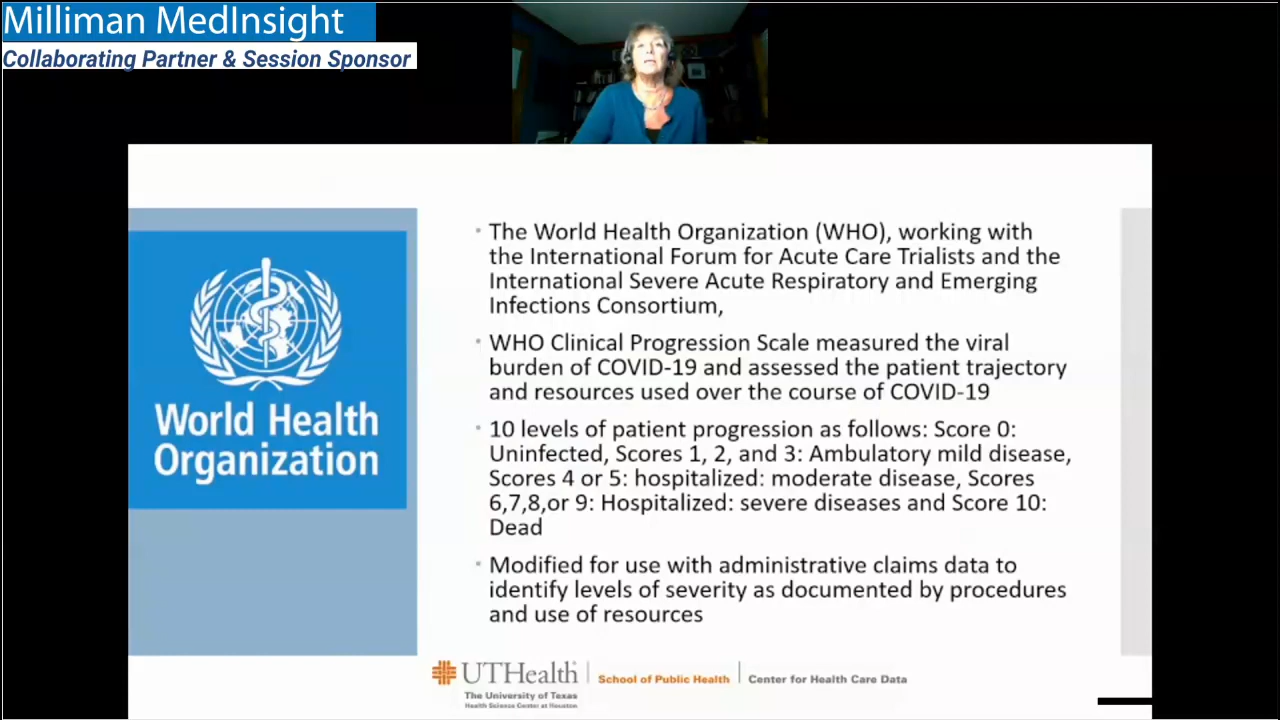 Milliman MedInsight
Collaborating Partner & Session Sponsor
World Health
Organization
· The World Health Organization (WHO), working with
the International Forum for Acute Care Trialists and the
International Severe Acute Respiratory and Emerging
Infections Consortium,
· WHO Clinical Progression Scale measured the viral
burden of COVID-19 and assessed the patient trajectory
and resources used over the course of COVID-19
· 10 levels of patient progression as follows: Score 0:
Uninfected, Scores 1, 2, and 3: Ambulatory mild disease,
Scores 4 or 5: hospitalized: moderate disease, Scores
6,7,8,or 9: Hospitalized: severe diseases and Score 10:
Dead
· Modified for use with administrative claims data to
identify levels of severity as documented by procedures
and use of resources
UTHealth School of Public Health Center for Health Care Data
The University of Texas
Health Science Center at Houston